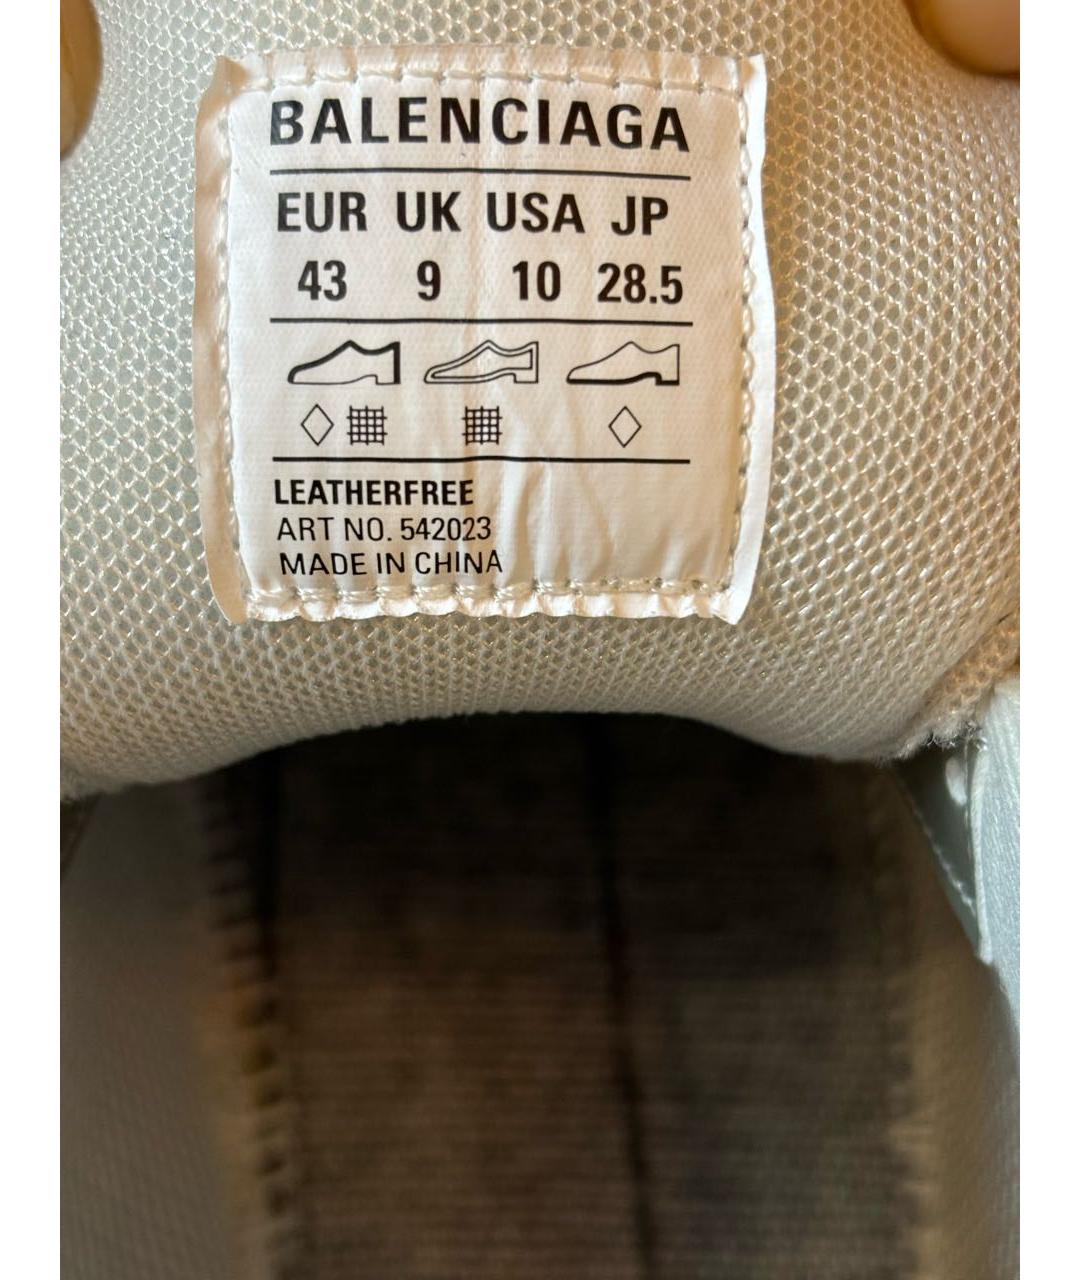 BALENCIAGA
EUR UK USA JP
43 9 10 28.5
LEATHERFREE
ART NO. 542023
MADE IN CHINA